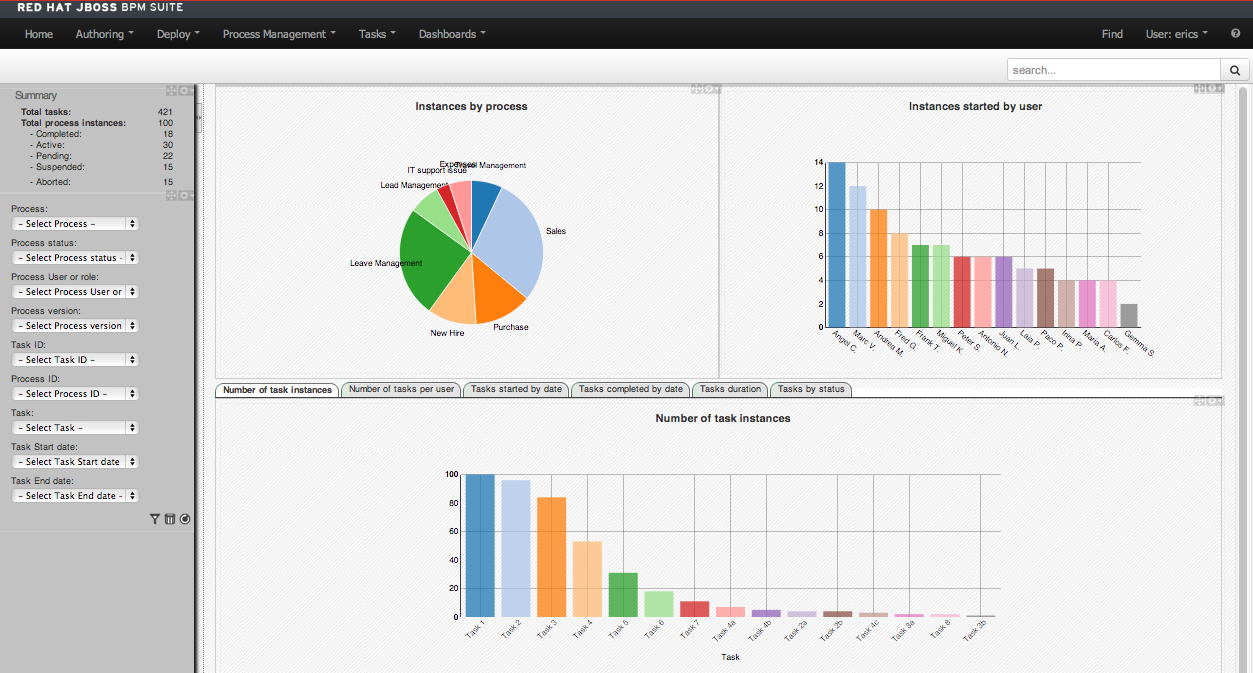 RED HAT JBOSS BPM SUITE
Home Authoring Deploy Process Management Tasks Dashboards Find User: erics ?
search...
Summary
Total tasks: 421
Total process instances: 100
- Completed: 18
- Active: 30
- Pending: 22
- Suspended: 15
- Aborted: 15
Process:
- Select Process -
Process status:
- Select Process status -
Process User or role:
- Select Process User or
Process version:
- Select Process version
Task ID:
- Select Task ID -
Process ID:
- Select Process ID -
Task:
- Select Task -
Task Start date:
- Select Task Start date
Task End date:
- Select Task End date -
Instances by process
Expenses
Travel Management
IT support issue
Lead Management
Sales
Leave Management
Purchase
New Hire
Instances started by user
14
12
10
8
6
4
2
0
Angel C.
Marc V.
Andrea M.
Fred G.
Frank T.
Miguel K.
Peter S.
Antonio N.
Juan L.
Laia P.
Paco P.
Irina P.
Maria A.
Carlos F.
Gemma S.
Number of task instances Number of tasks per user Tasks started by date Tasks completed by date Tasks duration Tasks by status
Number of task instances
100
80
60
40
20
0
Task 1
Task 2
Task 3
Task 4
Task 5
Task 6
Task 7
Task 4a
Task 4b
Task 2a
Task 2b
Task 4c
Task 3a
Task 8
Task 3b
Task